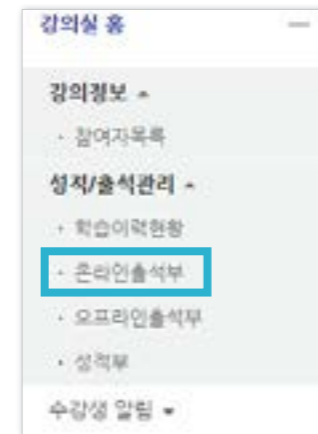 강의실 홈
강의정보
· 참여자목록
성적/출석관리
· 학습이력현황
· 온라인출석부
· 오프라인출석부
· 성적부
수강생 알림